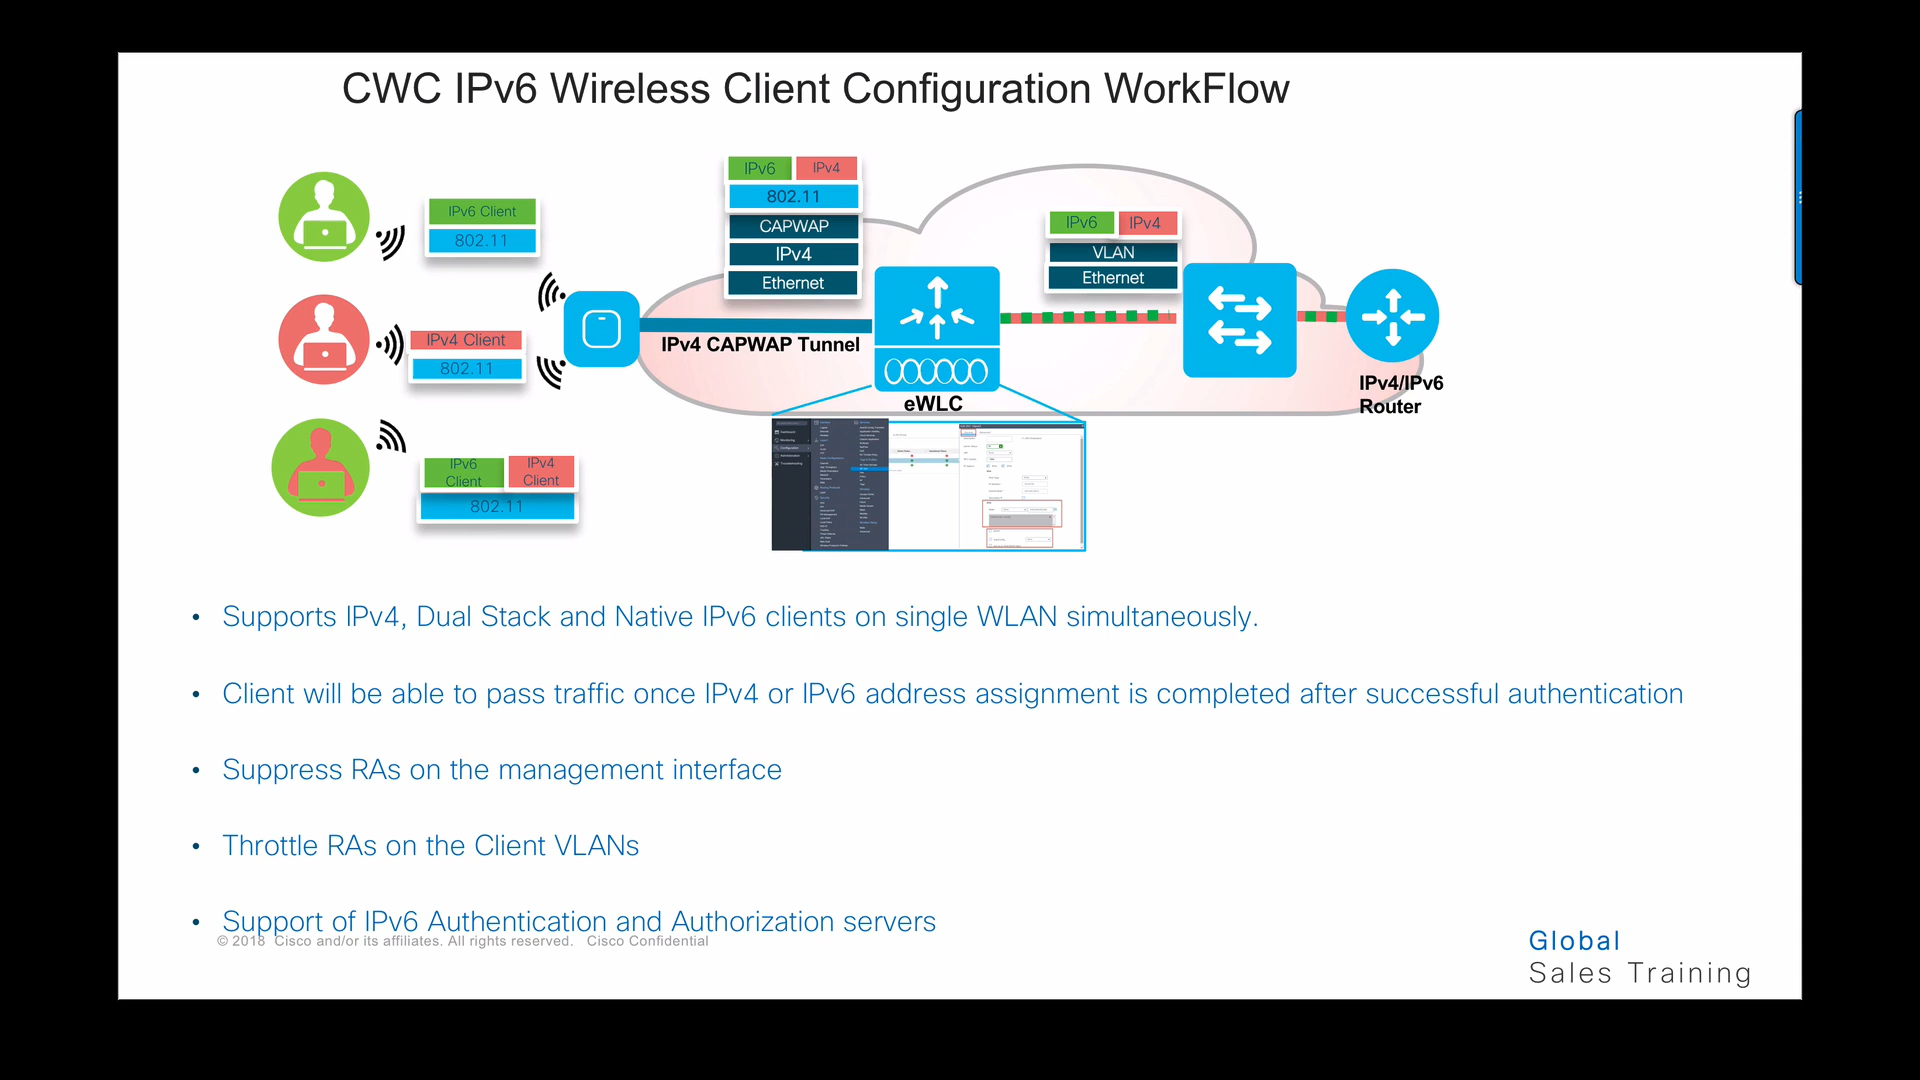 CWC IPv6 Wireless Client Configuration WorkFlow
IPv6 Client
802.11
IPv4 Client
802.11
IPv6 Client
IPv4 Client
802.11
IPv6 IPv4
802.11
CAPWAP
IPv4
Ethernet
IPv4 CAPWAP Tunnel
eWLC
IPv6 IPv4
VLAN
Ethernet
IPv4/IPv6
Router
• Supports IPv4, Dual Stack and Native IPv6 clients on single WLAN simultaneously.
• Client will be able to pass traffic once IPv4 or IPv6 address assignment is completed after successful authentication
• Suppress RAs on the management interface
• Throttle RAs on the Client VLANs
• Support of IPv6 Authentication and Authorization servers
© 2018 Cisco and/or its affiliates. All rights reserved. Cisco Confidential
Global
Sales Training